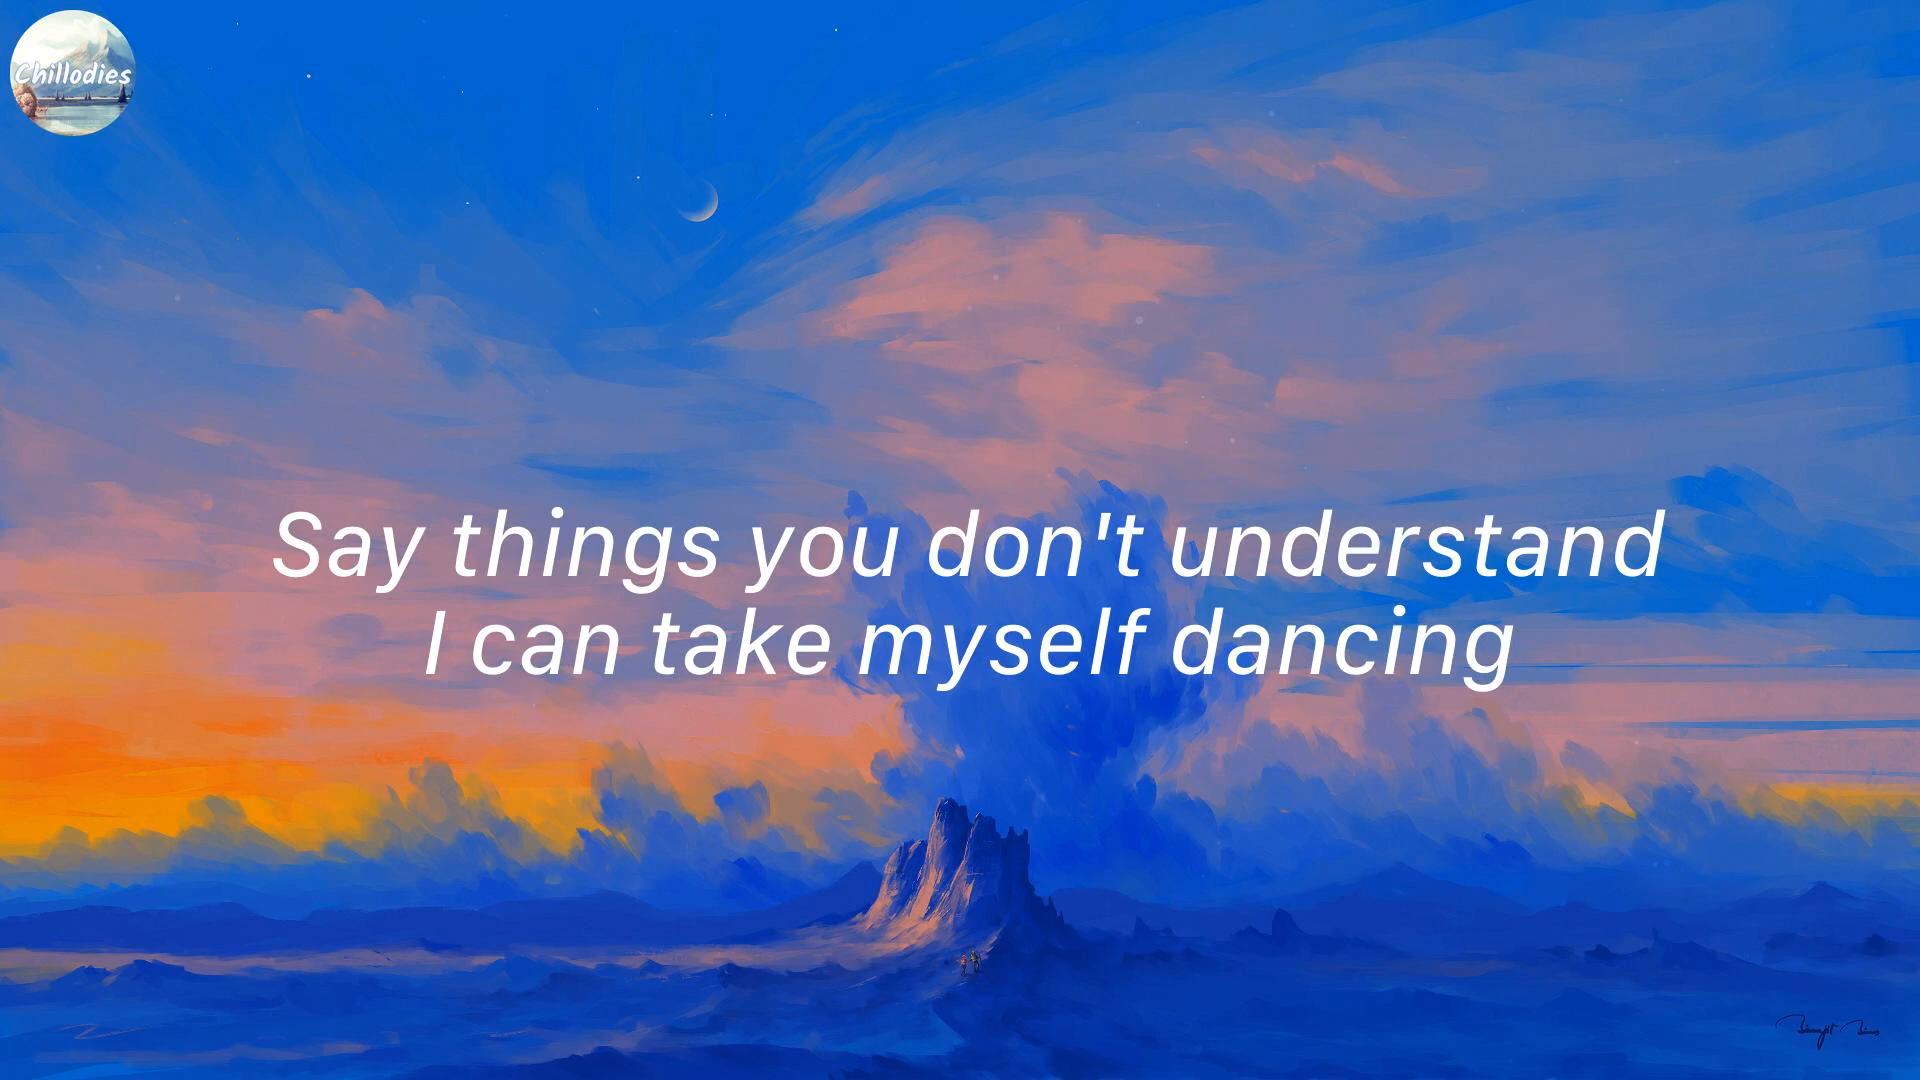 Chillodies
Say things you don't understand
I can take myself dancing